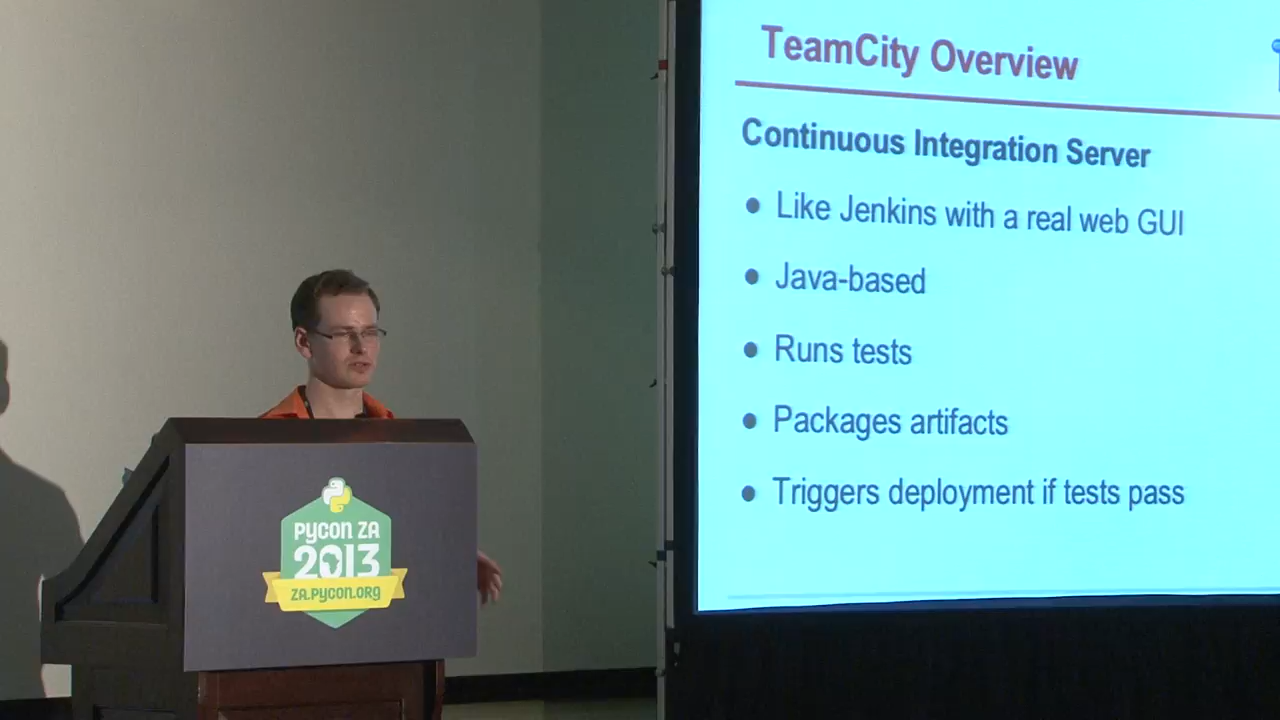 TeamCity Overview
Continuous Integration Server
Like Jenkins with a real web GUI
Java-based
Runs tests
Packages artifacts
Triggers deployment if tests pass
PYCON ZA
2013
ZA.PYCON.ORG